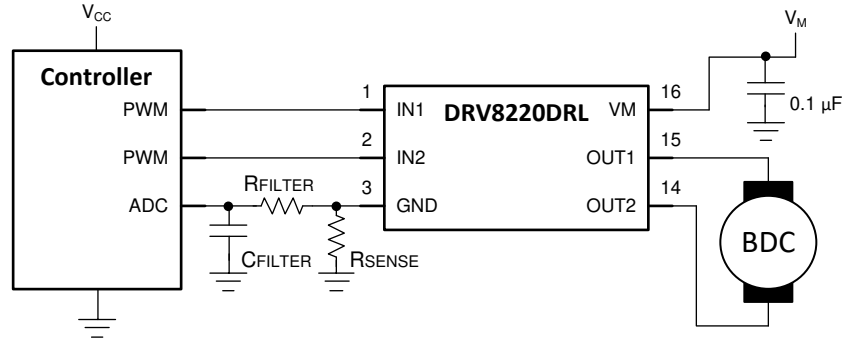 VCC
VM
Controller
PWM
1
IN1
DRV8220DRL
VM
16
0.1 µF
PWM
2
IN2
OUT1
15
ADC
RFILTER
3
GND
OUT2
14
BDC
CFILTER
RSENSE